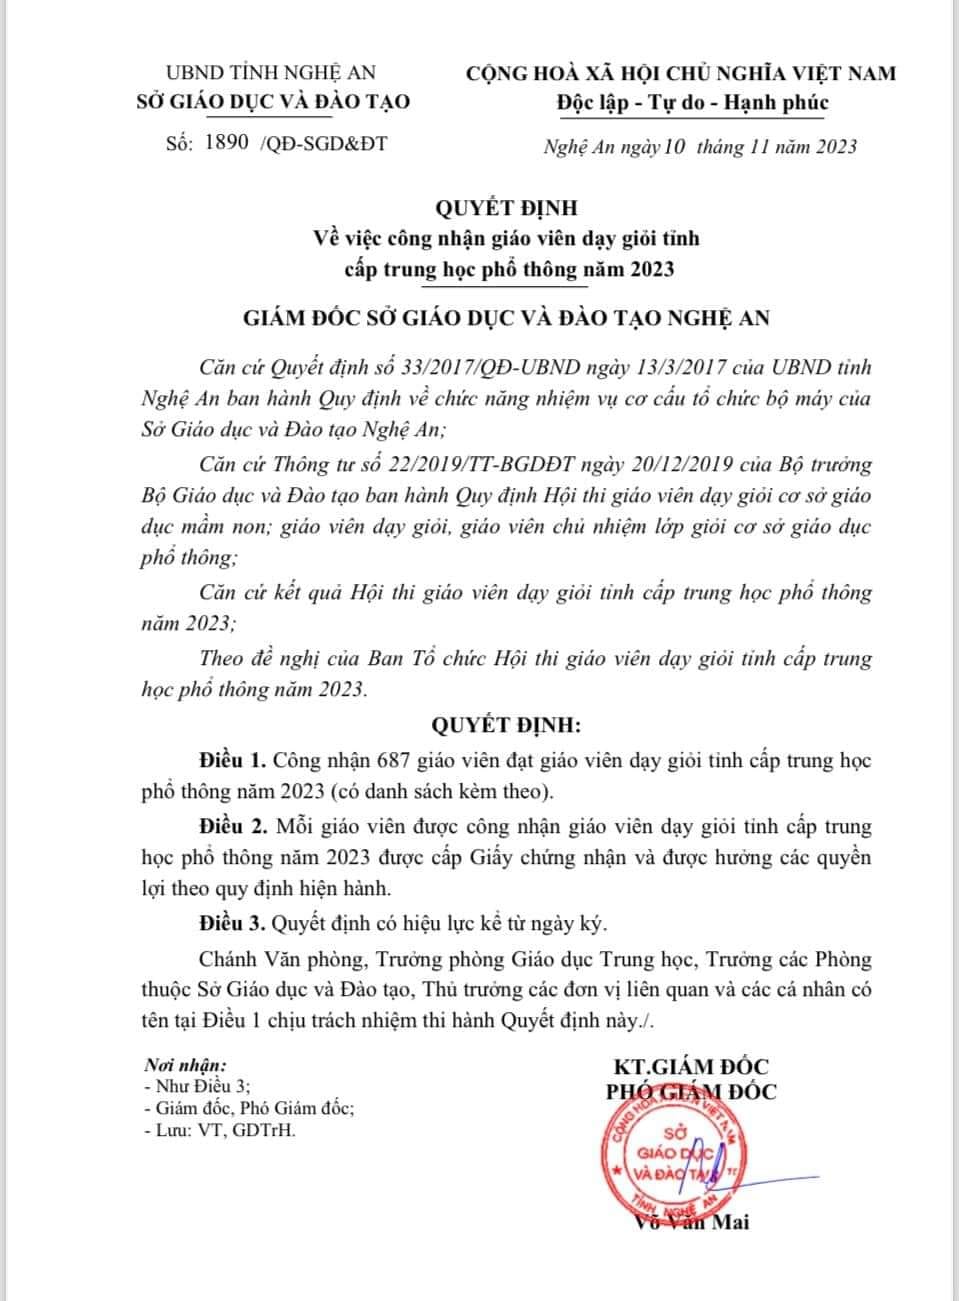 UBND TỈNH NGHỆ AN
SỞ GIÁO DỤC VÀ ĐÀO TẠO
Số: 1890 /QĐ-SGD&ĐT
CỘNG HOÀ XÃ HỘI CHỦ NGHĨA VIỆT NAM
Độc lập - Tự do - Hạnh phúc
Nghệ An ngày 10 tháng 11 năm 2023
QUYẾT ĐỊNH
Về việc công nhận giáo viên dạy giỏi tỉnh
cấp trung học phổ thông năm 2023
GIÁM ĐỐC SỞ GIÁO DỤC VÀ ĐÀO TẠO NGHỆ AN
Căn cứ Quyết định số 33/2017/QĐ-UBND ngày 13/3/2017 của UBND tỉnh
Nghệ An ban hành Quy định về chức năng nhiệm vụ cơ cấu tổ chức bộ máy của
Sở Giáo dục và Đào tạo Nghệ An;
Căn cứ Thông tư số 22/2019/TT-BGDĐT ngày 20/12/2019 của Bộ trưởng
Bộ Giáo dục và Đào tạo ban hành Quy định Hội thi giáo viên dạy giỏi cơ sở giáo
dục mầm non; giáo viên dạy giỏi, giáo viên chủ nhiệm lớp giỏi cơ sở giáo dục
phổ thông;
Căn cứ kết quả Hội thi giáo viên dạy giỏi tỉnh cấp trung học phổ thông
năm 2023;
Theo đề nghị của Ban Tổ chức Hội thi giáo viên dạy giỏi tỉnh cấp trung
học phổ thông năm 2023.
QUYẾT ĐỊNH:
Điều 1. Công nhận 687 giáo viên đạt giáo viên dạy giỏi tỉnh cấp trung học
phổ thông năm 2023 (có danh sách kèm theo).
Điều 2. Mỗi giáo viên được công nhận giáo viên dạy giỏi tỉnh cấp trung
học phổ thông năm 2023 được cấp Giấy chứng nhận và được hưởng các quyền
lợi theo quy định hiện hành.
Điều 3. Quyết định có hiệu lực kể từ ngày ký.
Chánh Văn phòng, Trưởng phòng Giáo dục Trung học, Trưởng các Phòng
thuộc Sở Giáo dục và Đào tạo, Thủ trưởng các đơn vị liên quan và các cá nhân có
tên tại Điều 1 chịu trách nhiệm thi hành Quyết định này./.
Nơi nhận:
- Như Điều 3;
- Giám đốc, Phó Giám đốc;
- Lưu: VT, GDTrH.
KT.GIÁM ĐỐC
PHÓ GIÁM ĐỐC
SỞ
GIÁO DỤC
VÀ ĐÀO TẠO
TỈNH NGHỆ AN
Võ Văn Mai